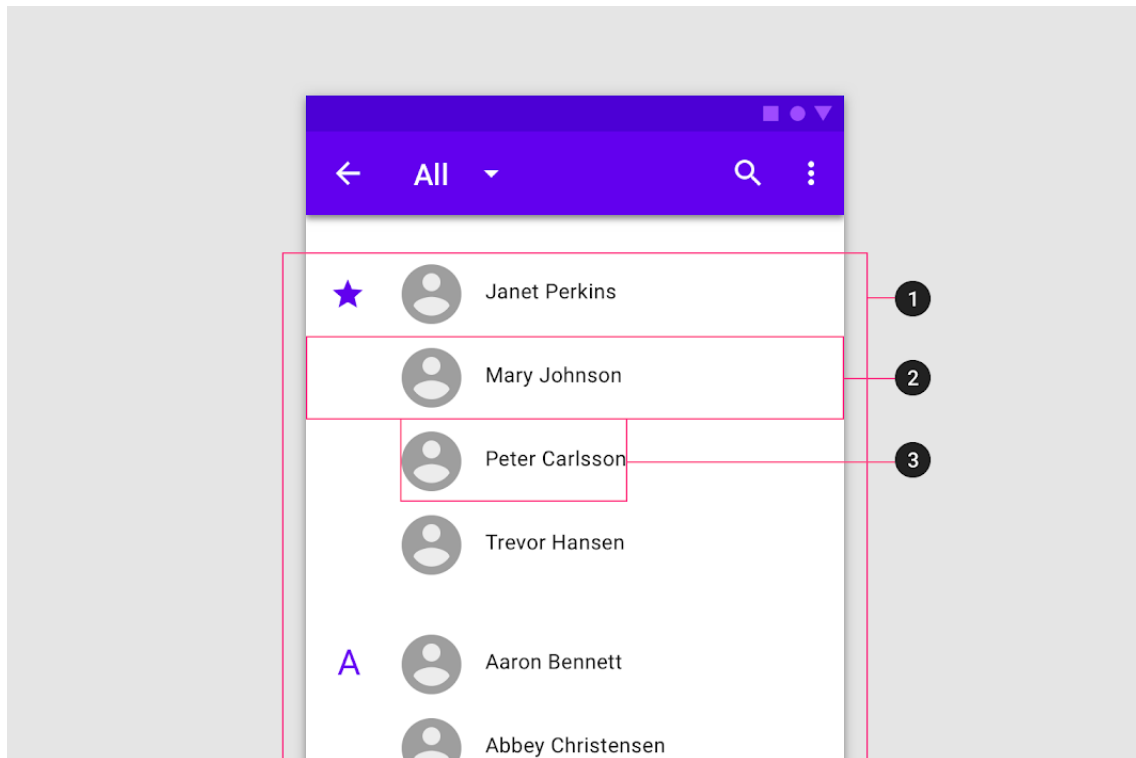 All
Janet Perkins
1
Mary Johnson
2
Peter Carlsson
3
Trevor Hansen
A
Aaron Bennett
Abbey Christensen